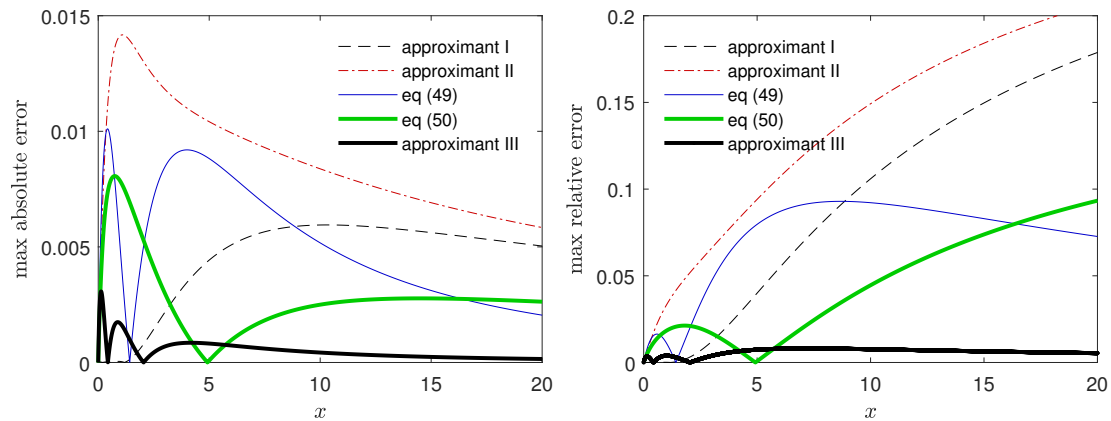 0.015
0.01
0.005
0
max absolute error
approximant I
approximant II
eq (49)
eq (50)
approximant III
0 5 10 15 20
x
0.2
0.15
0.1
0.05
0
max relative error
approximant I
approximant II
eq (49)
eq (50)
approximant III
0 5 10 15 20
x